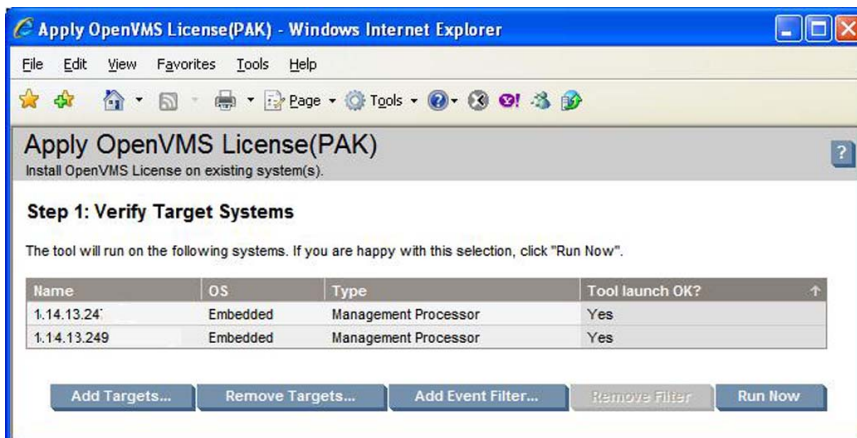 Apply OpenVMS License(PAK) - Windows Internet Explorer
File Edit View Favorites Tools Help
Page Tools
Apply OpenVMS License(PAK)
?
Install OpenVMS License on existing system(s).
Step 1: Verify Target Systems
The tool will run on the following systems. If you are happy with this selection, click "Run Now".
Name OS Type Tool launch OK? ↑
Embedded Management Processor Yes
1.14.13.249 Embedded Management Processor Yes
Add Targets... Remove Targets... Add Event Filter... Remove Filter Run Now